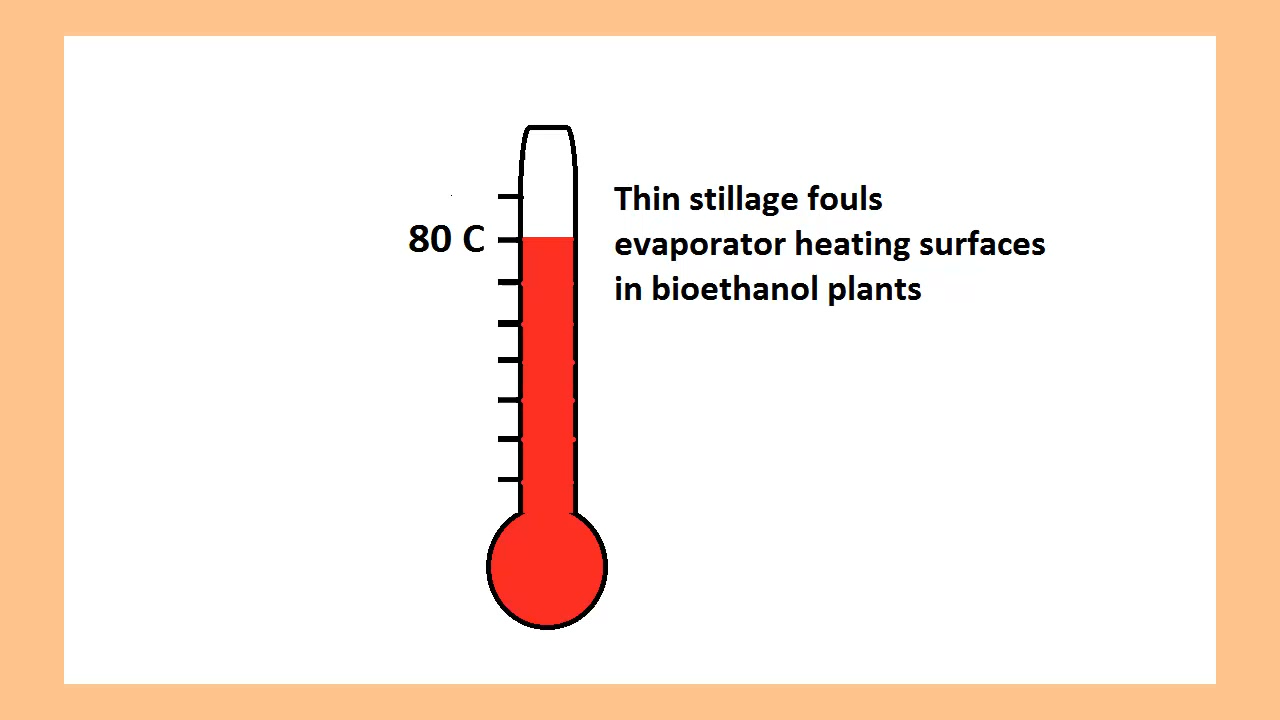 80 C
Thin stillage fouls
evaporator heating surfaces
in bioethanol plants